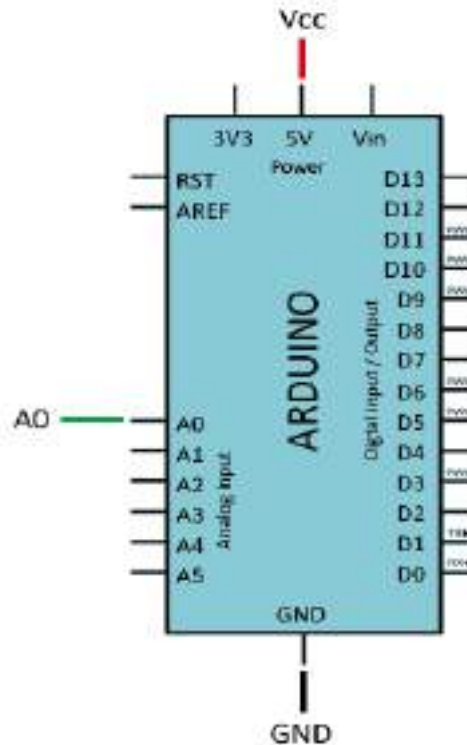 Vcc
3V3 5V Vin
Power
RST
AREF
D13
D12
D11
D10
D9
D8
D7
D6
D5
D4
D3
D2
D1
D0
ARDUINO
Digital Input / Output
A0
A0
A1
A2
A3
A4
A5
Analog Input
GND
GND